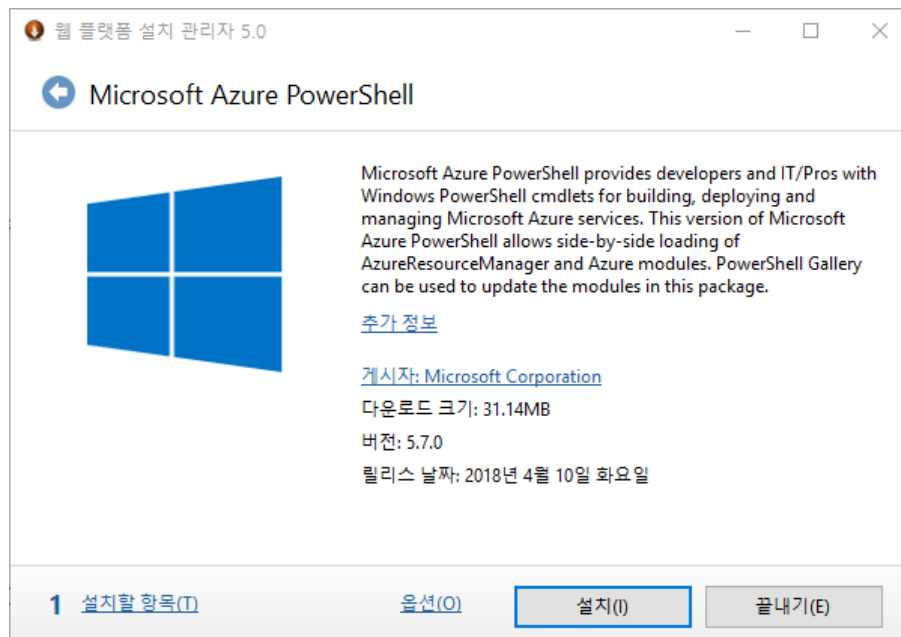 웹 플랫폼 설치 관리자 5.0
Microsoft Azure PowerShell
Microsoft Azure PowerShell provides developers and IT/Pros with
Windows PowerShell cmdlets for building, deploying and
managing Microsoft Azure services. This version of Microsoft
Azure PowerShell allows side-by-side loading of
AzureResourceManager and Azure modules. PowerShell Gallery
can be used to update the modules in this package.
추가 정보
게시자: Microsoft Corporation
다운로드 크기: 31.14MB
버전: 5.7.0
릴리스 날짜: 2018년 4월 10일 화요일
1 설치할 항목(T) 옵션(O) 설치(I) 끝내기(E)